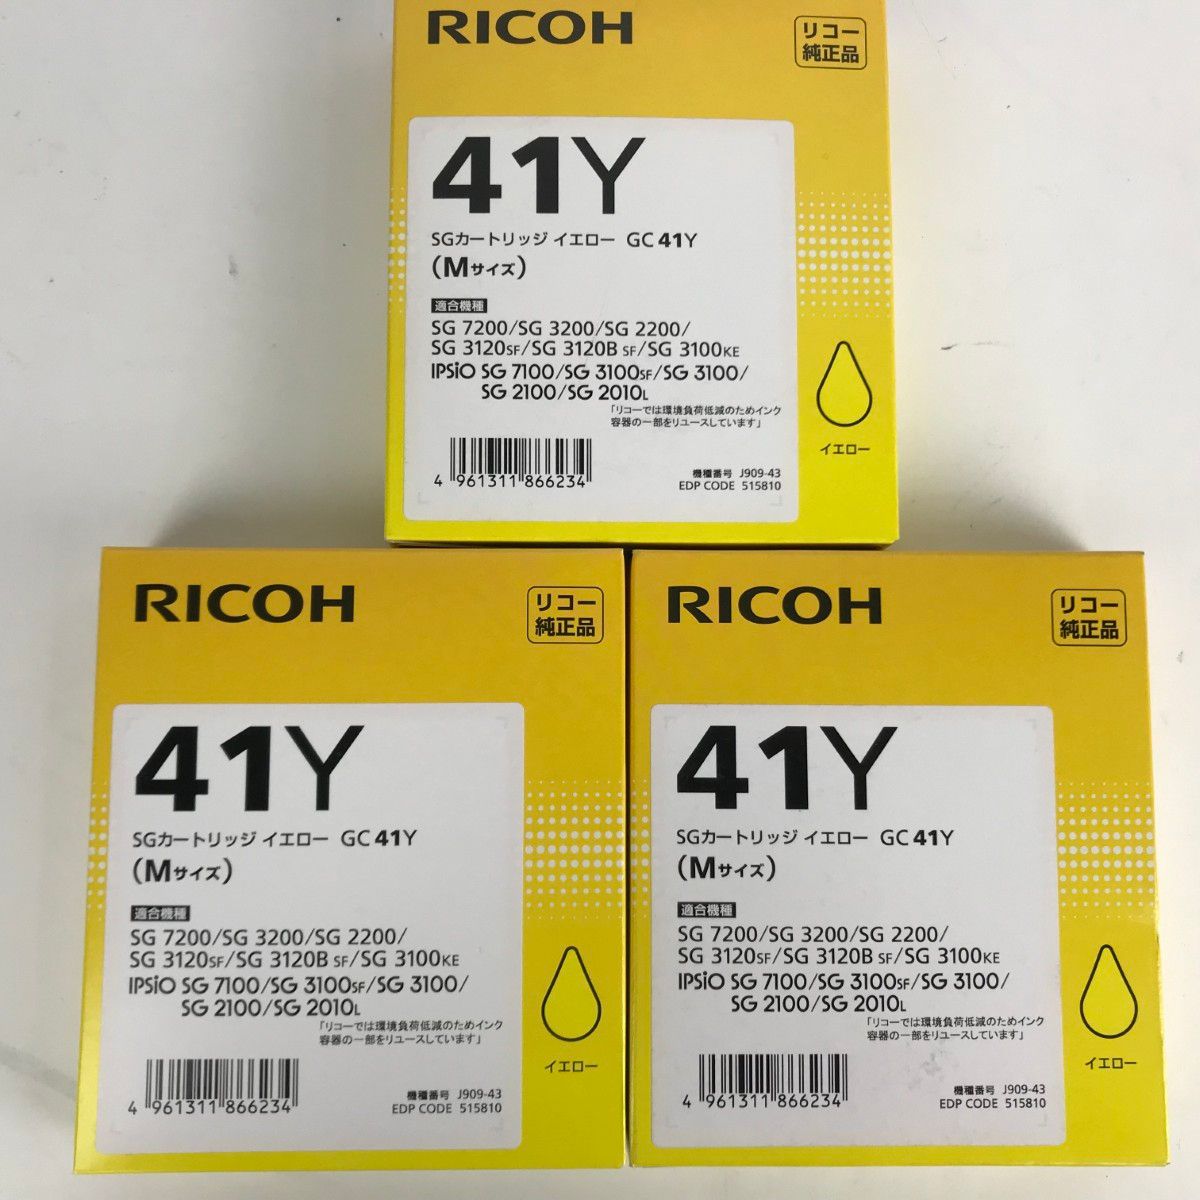 RICOH
リコー
純正品
41Y
SGカートリッジ イエロー GC 41Y
(Mサイズ)
適合機種
SG 7200/SG 3200/SG 2200/
SG 3120SF/SG 3120B SF/SG 3100KE
IPSiO SG 7100/SG 3100SF/SG 3100/
SG 2100/SG 2010L
「リコーでは環境負荷低減のためインク
容器の一部をリユースしています」
イエロー
4 961311 866234
機種番号 J909-43
EDP CODE 515810
RICOH
リコー
純正品
41Y
SGカートリッジ イエロー GC 41Y
(Mサイズ)
適合機種
SG 7200/SG 3200/SG 2200/
SG 3120SF/SG 3120B SF/SG 3100KE
IPSiO SG 7100/SG 3100SF/SG 3100/
SG 2100/SG 2010L
「リコーでは環境負荷低減のためインク
容器の一部をリユースしています」
イエロー
4 961311 866234
機種番号 J909-43
EDP CODE 515810
RICOH
リコー
純正品
41Y
SGカートリッジ イエロー GC 41Y
(Mサイズ)
適合機種
SG 7200/SG 3200/SG 2200/
SG 3120SF/SG 3120B SF/SG 3100KE
IPSiO SG 7100/SG 3100SF/SG 3100/
SG 2100/SG 2010L
「リコーでは環境負荷低減のためインク
容器の一部をリユースしています」
イエロー
4 961311 866234
機種番号 J909-43
EDP CODE 515810